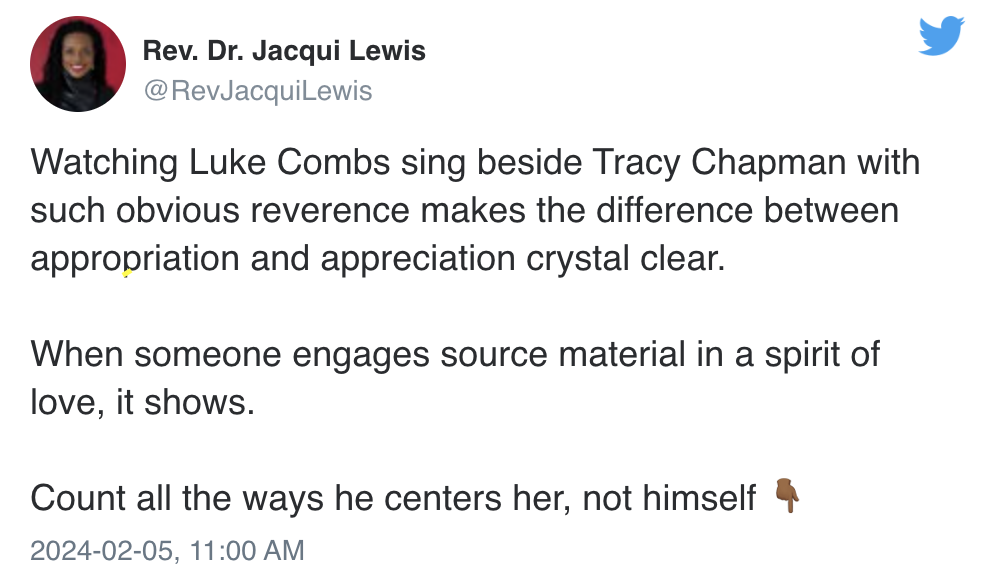 Rev. Dr. Jacqui Lewis
@RevJacquiLewis
Watching Luke Combs sing beside Tracy Chapman with
such obvious reverence makes the difference between
appropriation and appreciation crystal clear.
When someone engages source material in a spirit of
love, it shows.
Count all the ways he centers her, not himself 👇🏾
2024-02-05, 11:00 AM